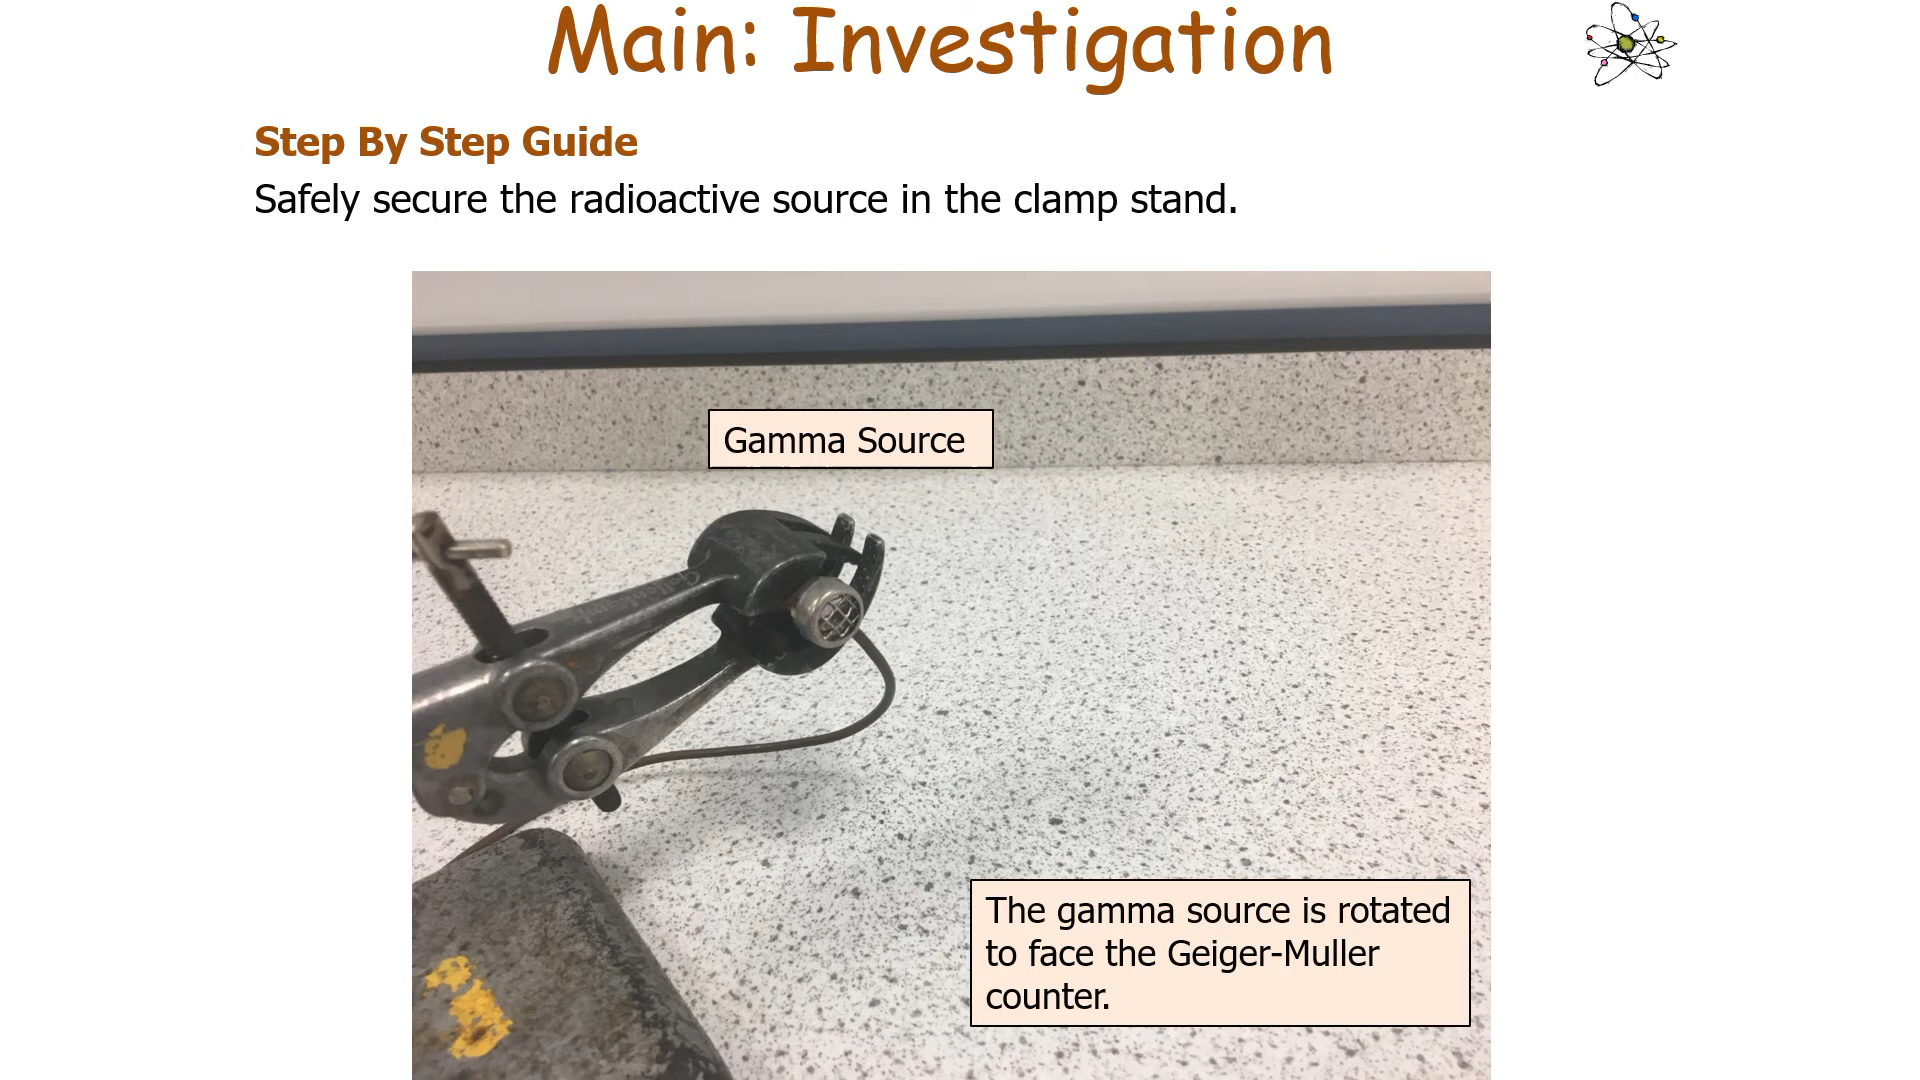 Main: Investigation
Step By Step Guide
Safely secure the radioactive source in the clamp stand.
Gamma Source
The gamma source is rotated
to face the Geiger-Muller
counter.